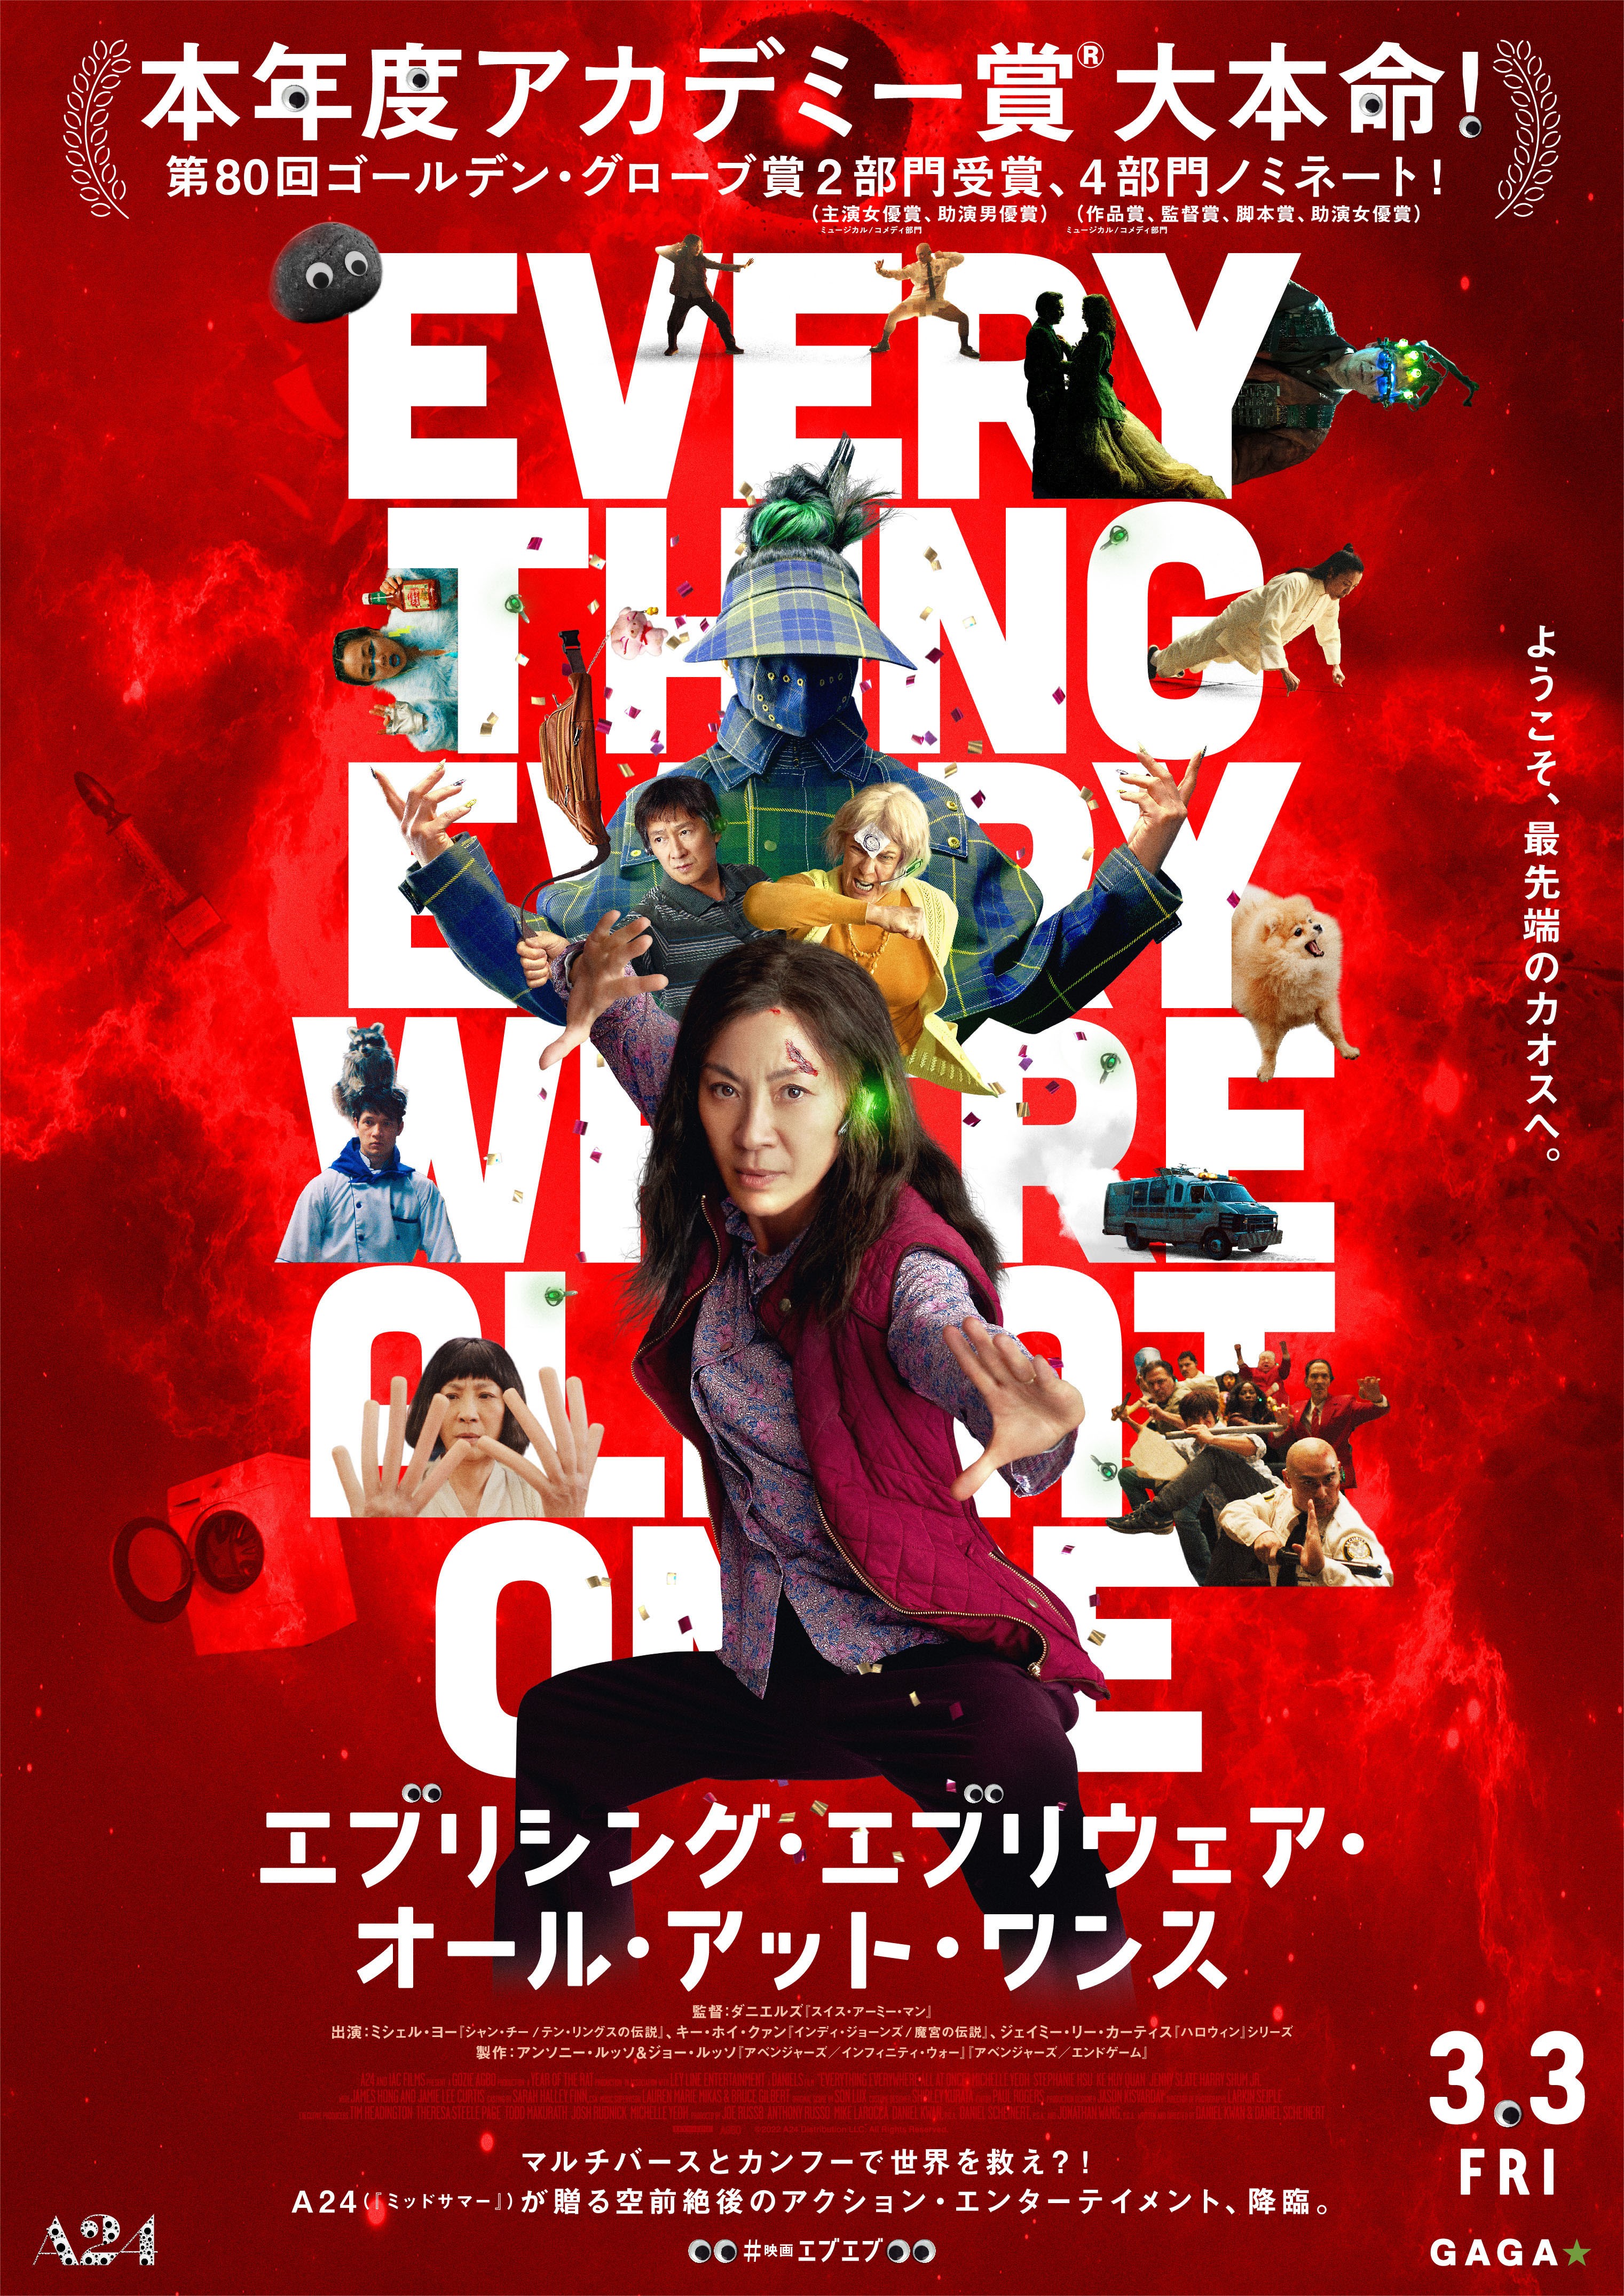 本年度アカデミー賞®大本命!
第80回ゴールデン・グローブ賞2部門受賞、4部門ノミネート!
(主演女優賞、助演男優賞) (作品賞、監督賞、脚本賞、助演女優賞)
ミュージカル/コメディ部門 ミュージカル/コメディ部門
EVERY
THING
EVERY
WHERE
ALL AT
ONCE
ようこそ、最先端のカオスへ。
エブリシング・エブリウェア・
オール・アット・ワンス
監督:ダニエルズ『スイス・アーミー・マン』
出演:ミシェル・ヨー『シャン・チー/テン・リングスの伝説』、キー・ホイ・クァン『インディ・ジョーンズ/魔宮の伝説』、ジェイミー・リー・カーティス『ハロウィン』シリーズ
製作:アンソニー・ルッソ&ジョー・ルッソ『アベンジャーズ/インフィニティ・ウォー』『アベンジャーズ/エンドゲーム』
©2022 A24 Distribution LLC. All Rights Reserved.
マルチバースとカンフーで世界を救え?!
A24(『ミッドサマー』)が贈る空前絶後のアクション・エンターテイメント、降臨。
#映画エブエブ
3.3
FRI
A24
GAGA★